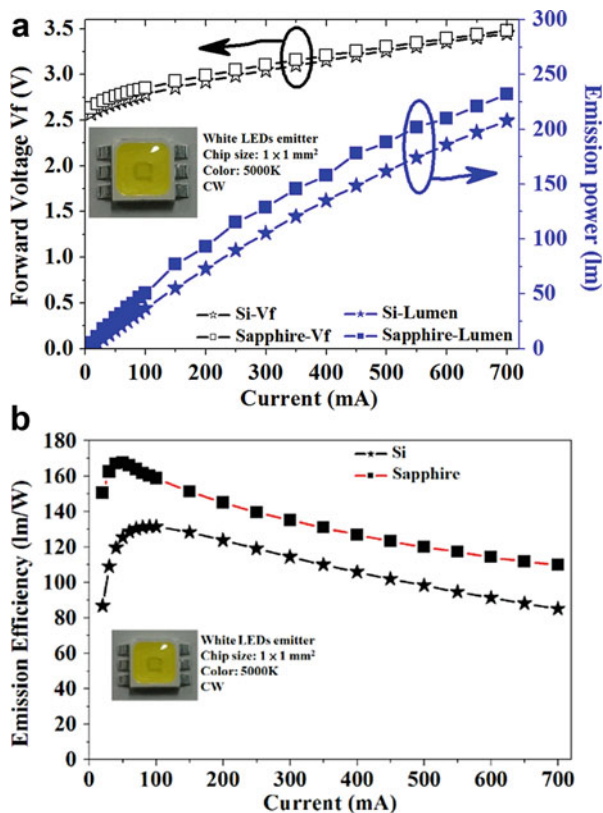 a
Forward Voltage Vf (V)
3.5
3.0
2.5
2.0
1.5
1.0
0.5
0.0
White LEDs emitter
Chip size: 1 × 1 mm²
Color: 5000K
CW
Si-Vf
Sapphire-Vf
Si-Lumen
Sapphire-Lumen
300
250
200
150
100
50
0
Emission power
(lm)
0 100 200 300 400 500 600 700
Current (mA)
b
Emission Efficiency (lm/W)
180
160
140
120
100
80
60
40
20
0
Si
Sapphire
White LEDs emitter
Chip size: 1 × 1 mm²
Color: 5000K
CW
0 100 200 300 400 500 600 700
Current (mA)